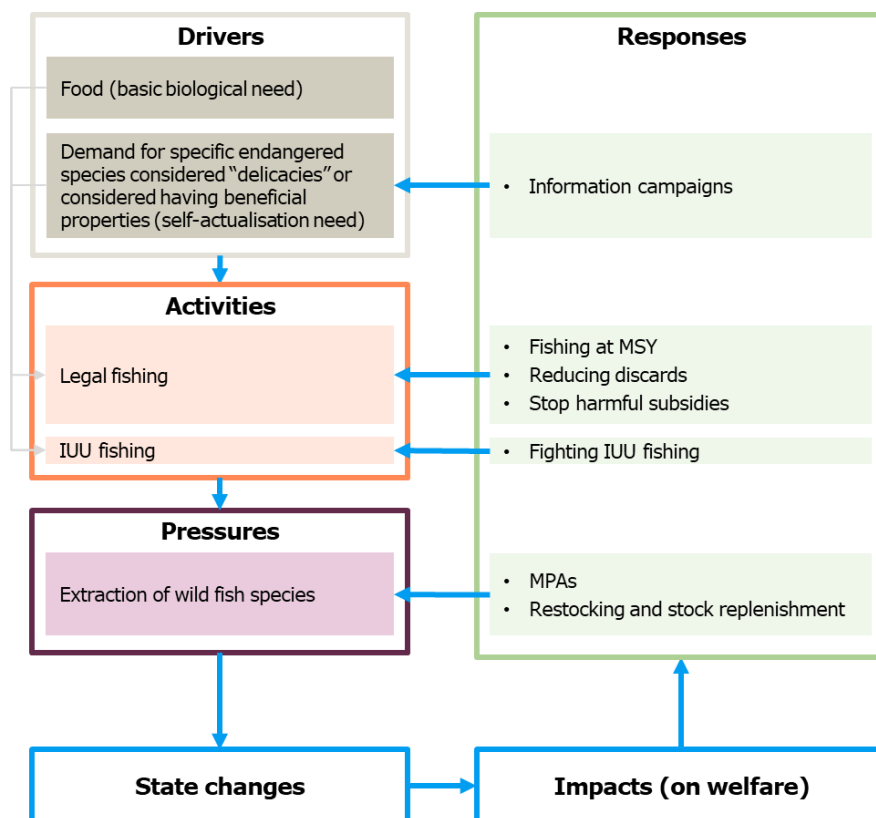 Drivers
Food (basic biological need)
Demand for specific endangered
species considered “delicacies” or
considered having beneficial
properties (self-actualisation need)
Activities
Legal fishing
IUU fishing
Pressures
Extraction of wild fish species
State changes
Responses
• Information campaigns
• Fishing at MSY
• Reducing discards
• Stop harmful subsidies
• Fighting IUU fishing
• MPAs
• Restocking and stock replenishment
Impacts (on welfare)